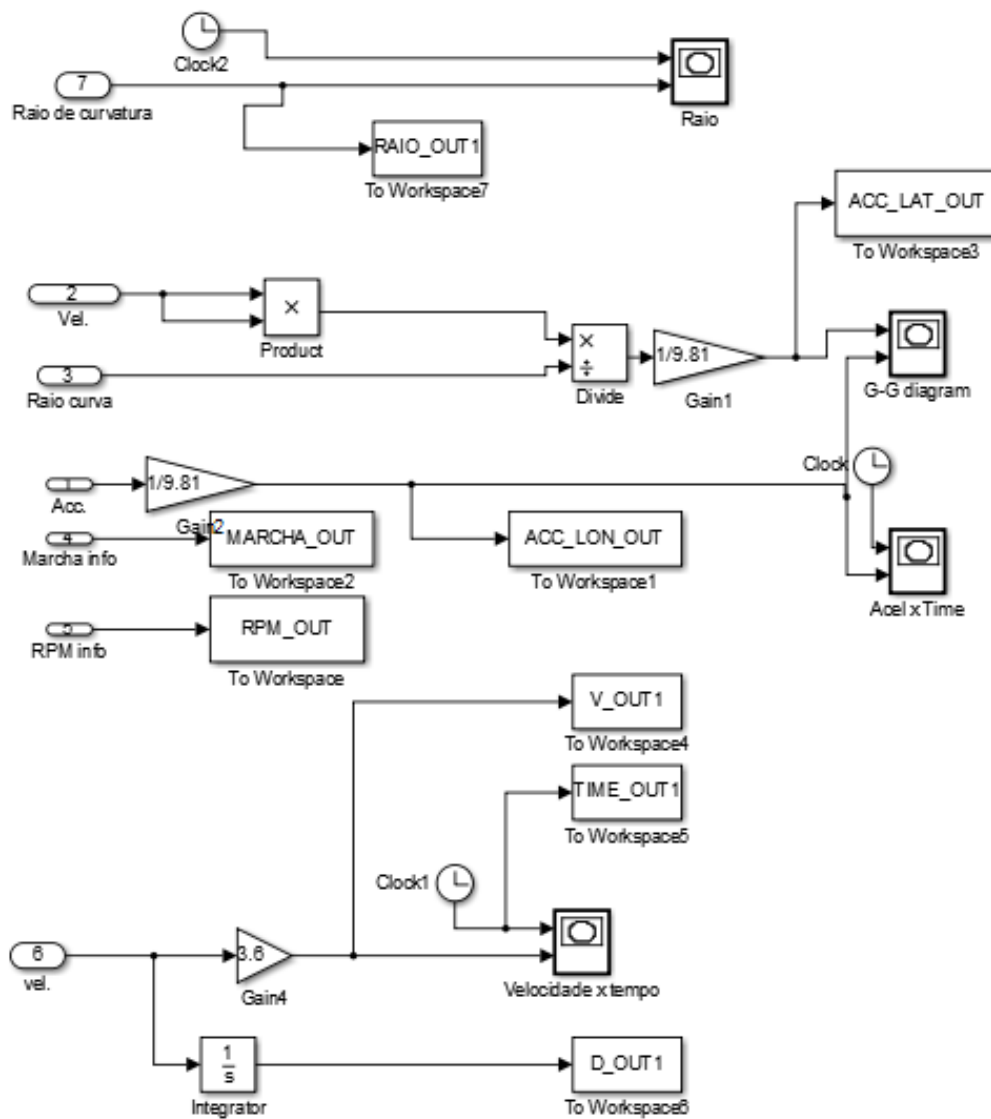 Clock2
7
Raio de curvatura
Raio
RAIO_OUT1
To Workspace7
ACC_LAT_OUT
To Workspace3
2
Vel.
×
Product
×
÷
Divide
1/9.81
Gain1
G-G diagram
3
Raio curva
Clock
1
Acc.
1/9.81
Gain2
4
Marcha info
MARCHA_OUT
To Workspace2
ACC_LON_OUT
To Workspace1
Acel x Time
5
RPM info
RPM_OUT
To Workspace
V_OUT1
To Workspace4
TIME_OUT1
To Workspace5
Clock1
6
vel.
3.6
Gain4
Velocidade x tempo
1
s
Integrator
D_OUT1
To Workspace6